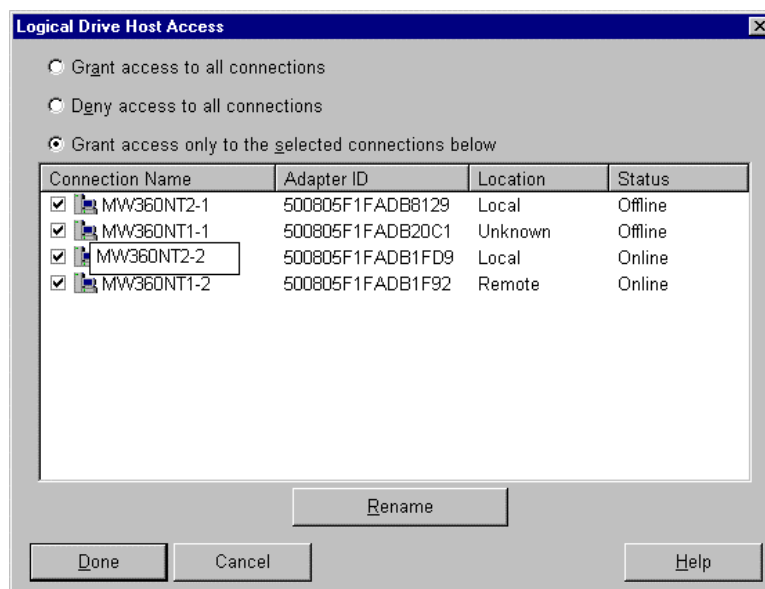 Logical Drive Host Access
Grant access to all connections
Deny access to all connections
Grant access only to the selected connections below
Connection Name Adapter ID Location Status
MW360NT2-1 500805F1FADB8129 Local Offline
MW360NT1-1 500805F1FADB20C1 Unknown Offline
MW360NT2-2 500805F1FADB1FD9 Local Online
MW360NT1-2 500805F1FADB1F92 Remote Online
Rename
Done Cancel Help